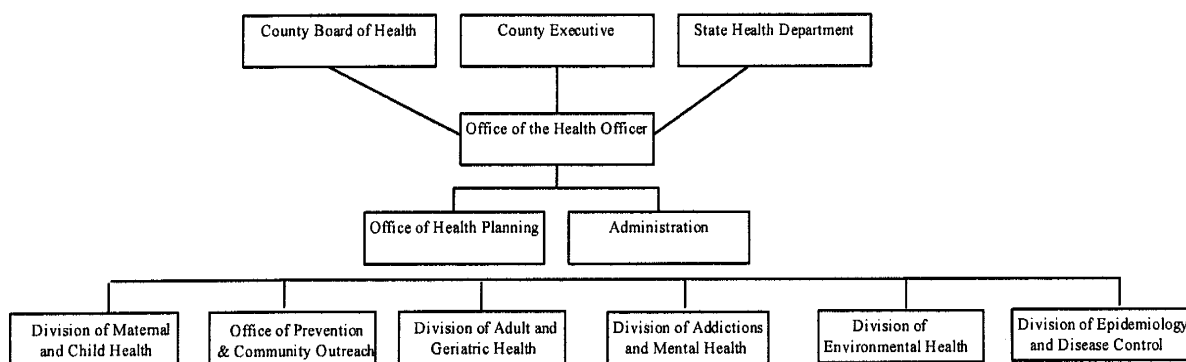 County Board of Health
County Executive
State Health Department
Office of the Health Officer
Office of Health Planning
Administration
Division of Maternal
and Child Health
Office of Prevention
& Community Outreach
Division of Adult and
Geriatric Health
Division of Addictions
and Mental Health
Division of
Environmental Health
Division of Epidemiology
and Disease Control